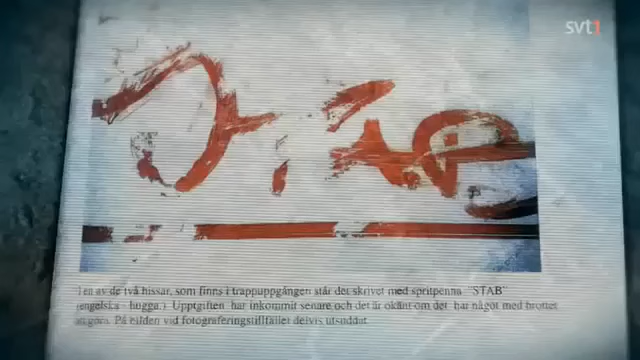 svt1
I en av de två hissar, som finns i trappuppgången står det skrivet med spritpenna "STAB"
(engelska hugga.) Uppgiften har inkommit senare och det är okänt om det har något med brottet
att göra. På bilden vid fotograferingstillfället delvis utsuddat.